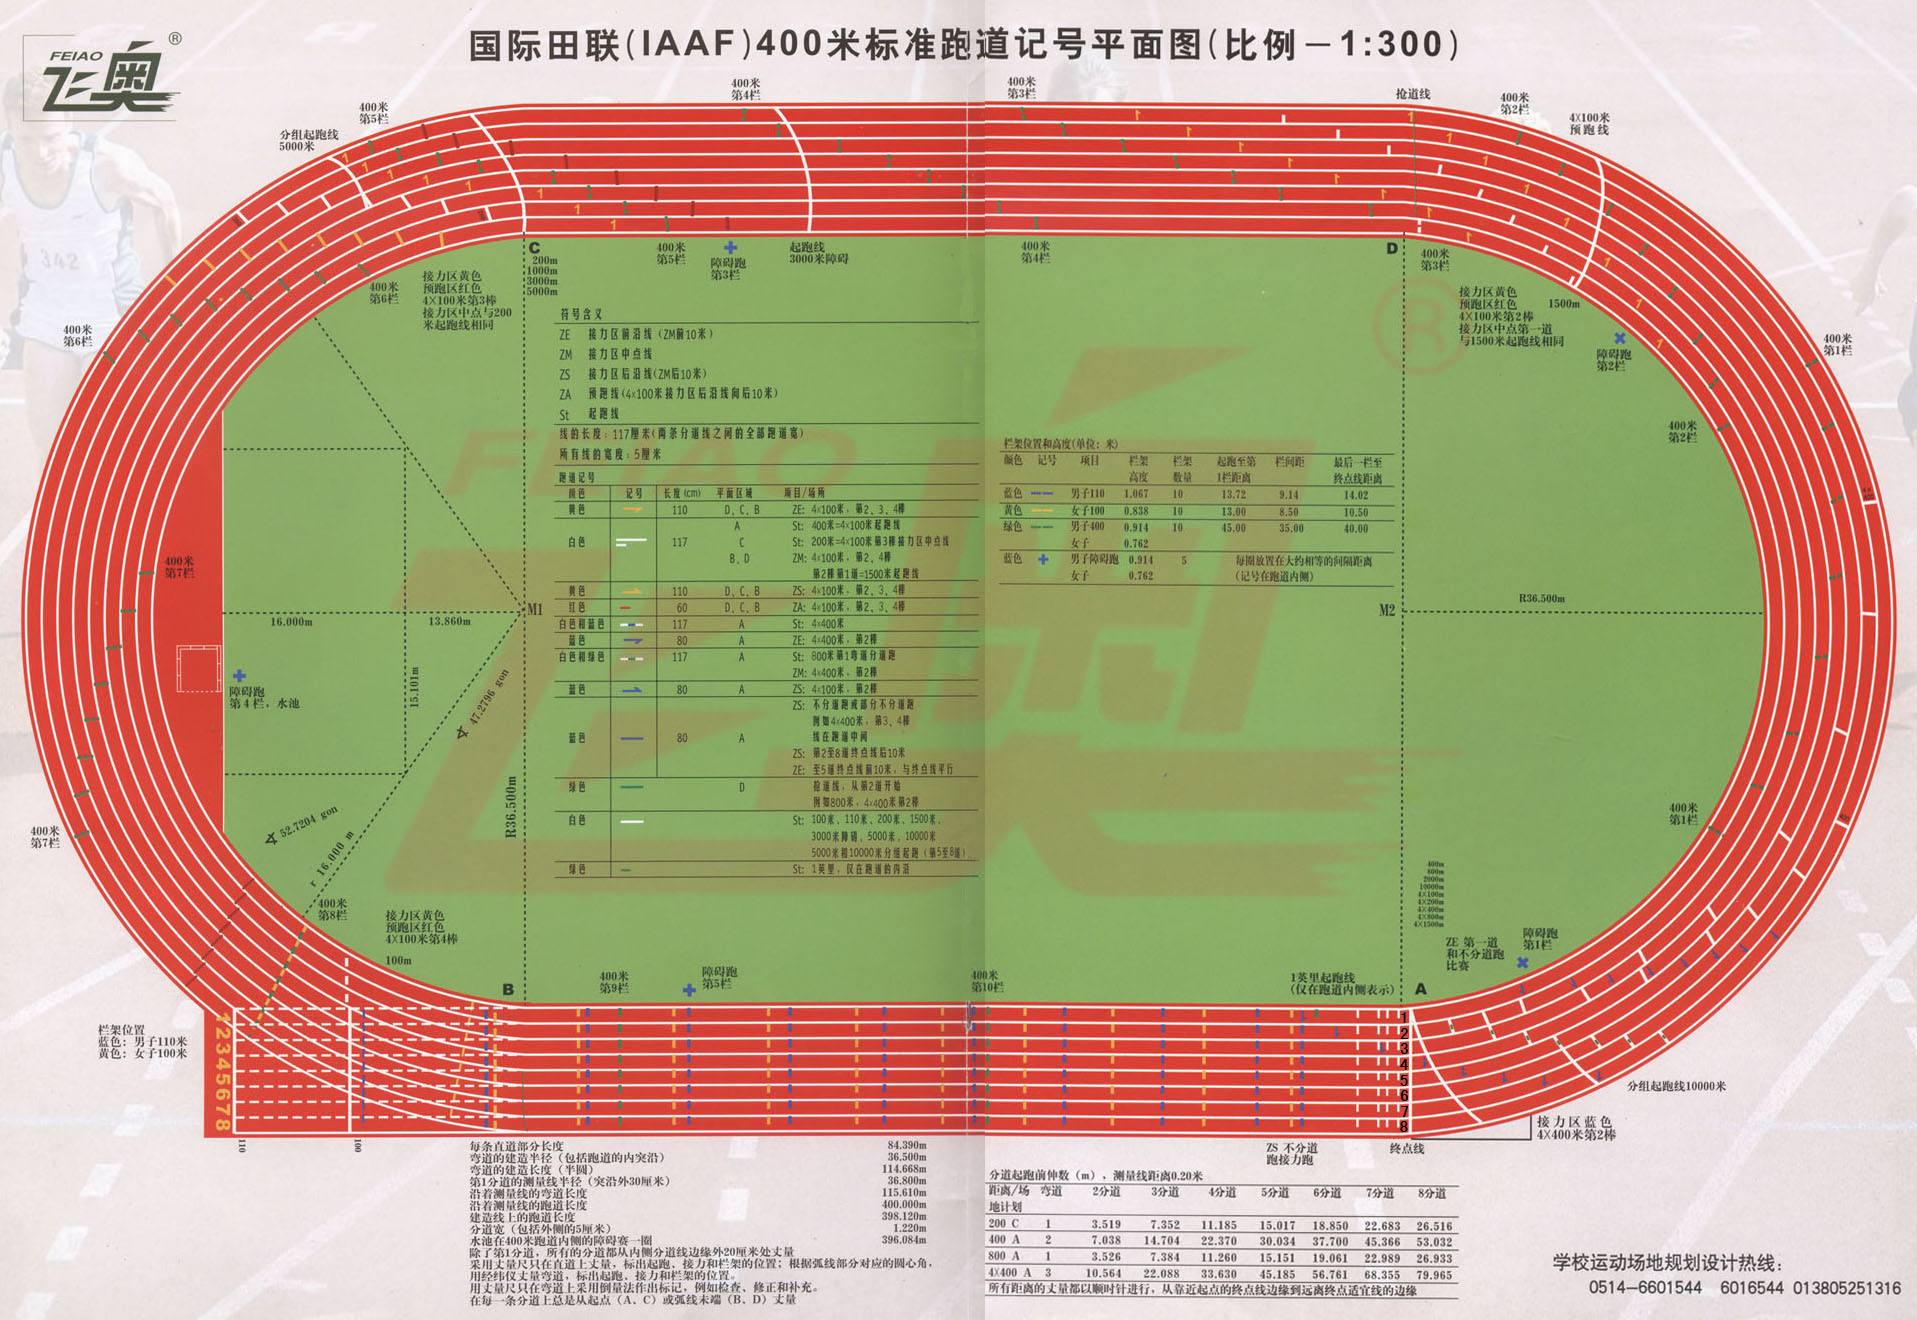 国际田联(IAAF)400米标准跑道记号平面图(比例－1:300)
FEIAO
飞奥
®
400米
第5栏
分组起跑线
5000米
400米
第4栏
400米
第3栏
抢道线
400米
第2栏
4X100米
预跑线
342
400米
第6栏
400米
第6栏
接力区黄色
预跑区红色
4X100米第3棒
接力区中点与200
米起跑线相同
C
200m
1000m
3000m
5000m
400米
第5栏
障碍跑
第3栏
起跑线
3000米障碍
400米
第4栏
D
400米
第3栏
接力区黄色
预跑区红色
4X100米第2棒
接力区中点第一道
与1500米起跑线相同
1500m
障碍跑
第2栏
400米
第1栏
400米
第2栏
符号含义
ZE 接力区前沿线 (ZM前10米)
ZM 接力区中点线
ZS 接力区后沿线(ZM后10米)
ZA 预跑线(4x100米接力区后沿线向后10米)
St 起跑线
线的长度：117厘米(两条分道线之间的全部跑道宽)
所有线的宽度：5厘米
跑道记号
颜色 记号 长度(cm) 平面区域 项目/场所
黄色 110 D、C、B ZE: 4x100米，第2、3、4棒
A St: 400米=4x100米起跑线
白色 117 C St: 200米=4x100米第3棒接力区中点线
B、D ZM: 4x100米，第2、4棒
第2棒第1道=1500米起跑线
黄色 110 D、C、B ZS: 4x100米，第2、3、4棒
红色 60 D、C、B ZA: 4x100米，第2、3、4棒
白色和蓝色 117 A St: 4x400米
蓝色 80 A ZE: 4x400米，第2棒
白色和绿色 117 A St: 800米第1弯道分道跑
ZM: 4x400米，第2棒
蓝色 80 A ZS: 4x100米，第2棒
ZS: 不分道跑或部分不分道跑
例如4x400米，第3、4棒
蓝色 80 A 线在跑道中间
ZS: 第2至8道终点线后10米
ZE: 至5道终点线前10米，与终点线平行
绿色 D 抢道线，从第2道开始
例如800米，4x400米第2棒
白色 St: 100米、110米、200米、1500米、
3000米障碍、5000米、10000米
5000米和10000米分组起跑（第5至8道）
绿色 St: 1英里，仅在跑道的内沿
栏架位置和高度(单位：米)
颜色 记号 项目 栏架 栏架 起跑至第 栏间距 最后一栏至
高度 数量 1栏距离 终点线距离
蓝色 男子110 1.067 10 13.72 9.14 14.02
黄色 女子100 0.838 10 13.00 8.50 10.50
绿色 男子400 0.914 10 45.00 35.00 40.00
女子 0.762
蓝色 男子障碍跑 0.914 5 每圈放置在大约相等的间隔距离
女子 0.762 (记号在跑道内侧)
400米
第7栏
16.000m
13.860m
M1
M2
R36.500m
15.101m
47.2796 gon
障碍跑
第4栏，水池
R36.500m
52.7204 gon
r 16.000 m
400米
第7栏
400米
第8栏
接力区黄色
预跑区红色
4X100米第4棒
100m
B
400米
第9栏
障碍跑
第5栏
400米
第10栏
1英里起跑线
(仅在跑道内侧表示)
A
400米
第1栏
400m
800m
2000m
10000m
4X100m
4X200m
4X400m
4X800m
4X1500m
ZE 第一道
和不分道跑
比赛
障碍跑
第1栏
栏架位置
蓝色：男子110米
黄色：女子100米
1
2
3
4
5
6
7
8
1
2
3
4
5
6
7
8
110
100
分组起跑线10000米
接力区蓝色
4X400米第2棒
ZS 不分道
跑接力跑
终点线
每条直道部分长度 84.390m
弯道的建造半径（包括跑道的内突沿） 36.500m
弯道的建造长度（半圆） 114.668m
第1分道的测量线半径（突沿外30厘米） 36.800m
沿着测量线的弯道长度 115.610m
沿着测量线的跑道长度 400.000m
建造线上的跑道长度 398.120m
分道宽（包括外侧的5厘米） 1.220m
水池在400米跑道内侧的障碍赛一圈 396.084m
除了第1分道，所有的分道都从内侧分道线边缘外20厘米处丈量
采用丈量尺只在直道上丈量，标出起跑、接力和栏架的位置；根据弧线部分对应的圆心角，
用经纬仪丈量弯道，标出起跑、接力和栏架的位置。
用丈量尺只在弯道上采用倒量法作出标记，例如检查、修正和补充。
在每一条分道上总是从起点（A、C）或弧线末端（B、D）丈量
分道起跑前伸数（m），测量线距离0.20米
距离/场 弯道 2分道 3分道 4分道 5分道 6分道 7分道 8分道
地计划
200 C 1 3.519 7.352 11.185 15.017 18.850 22.683 26.516
400 A 2 7.038 14.704 22.370 30.034 37.700 45.366 53.032
800 A 1 3.526 7.384 11.260 15.151 19.061 22.989 26.933
4X400 A 3 10.564 22.088 33.630 45.185 56.761 68.355 79.965
所有距离的丈量都以顺时针进行，从靠近起点的终点线边缘到远离终点适宜线的边缘
学校运动场地规划设计热线：
0514－6601544 6016544 013805251316